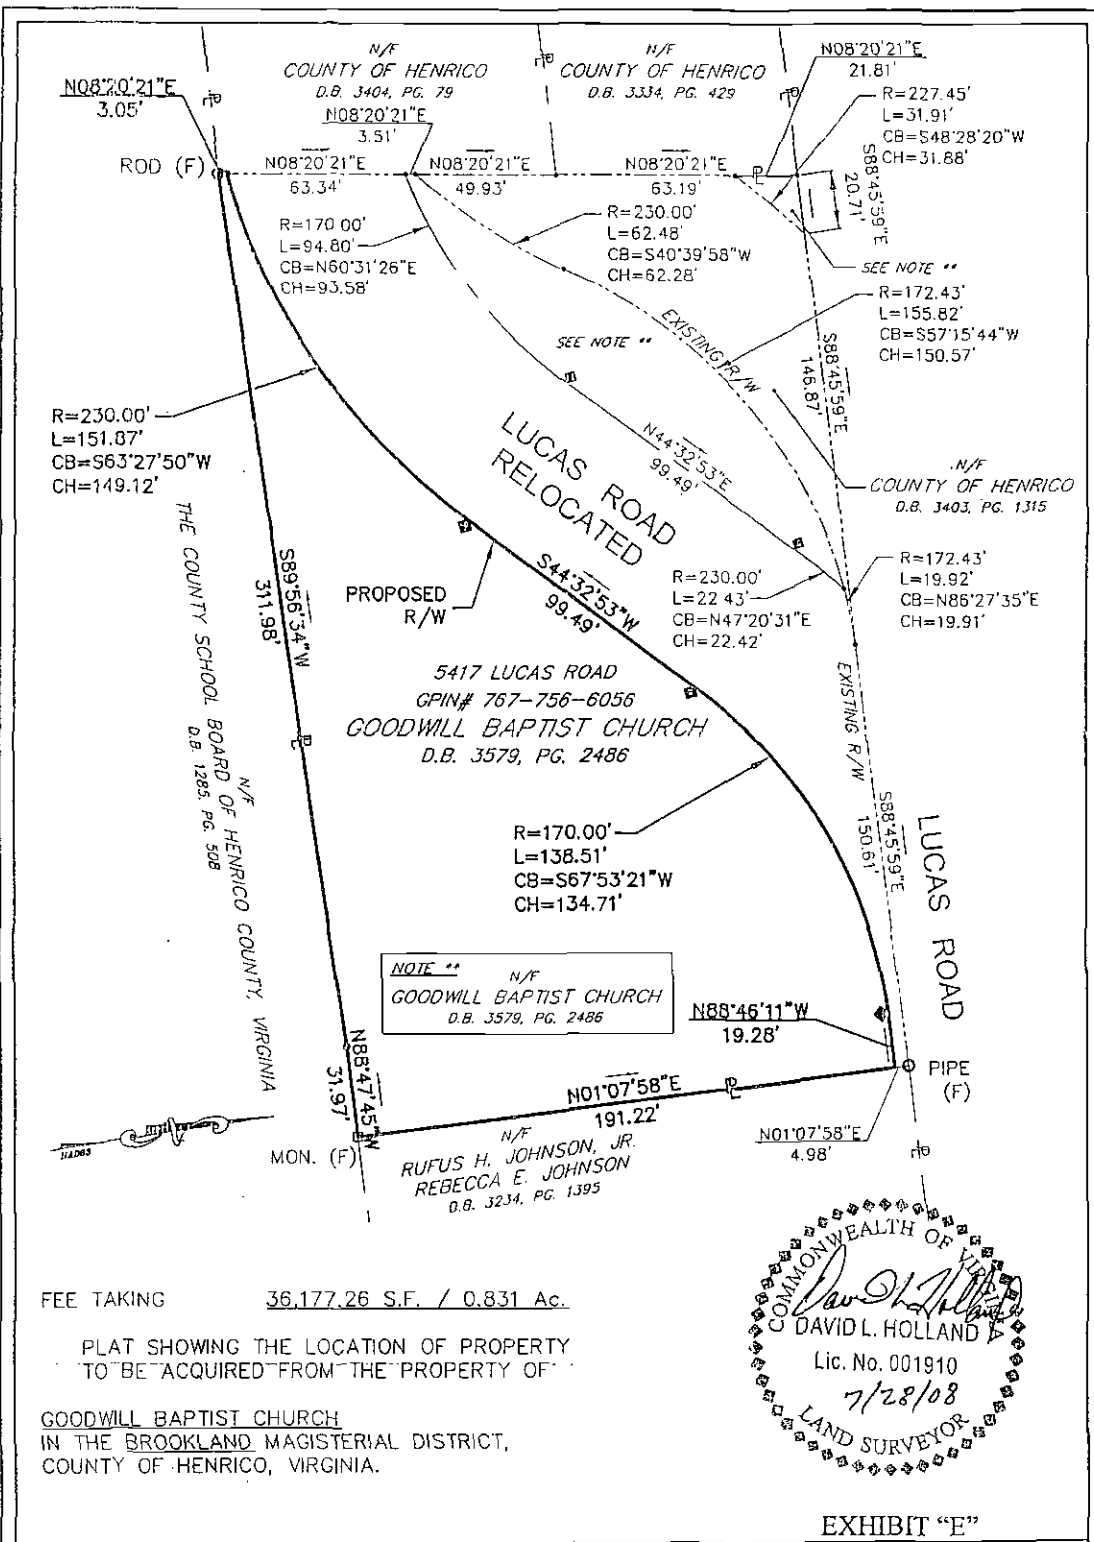 N/F
COUNTY OF HENRICO
D.B. 3404, PG. 79
N/F
COUNTY OF HENRICO
D.B. 3334, PG. 429
N08°20'21"E
21.81'
N08°20'21"E
3.05'
N08°20'21"E
3.51'
R=227.45'
L=31.91'
CB=S48°28'20"W
CH=31.88'
ROD (F)
N08°20'21"E
63.34'
N08°20'21"E
49.93'
N08°20'21"E
63.19'
S88°45'59"E
20.71'
R=170.00'
L=94.80'
CB=N60°31'26"E
CH=93.58'
R=230.00'
L=62.48'
CB=S40°39'58"W
CH=62.28'
SEE NOTE **
R=172.43'
L=155.82'
CB=S57°15'44"W
CH=150.57'
EXISTING R/W
SEE NOTE **
S88°45'59"E
146.87'
R=230.00'
L=151.87'
CB=S63°27'50"W
CH=149.12'
LUCAS ROAD
RELOCATED
N44°32'53"E
99.49'
N/F
COUNTY OF HENRICO
D.B. 3403, PG. 1315
N/F
THE COUNTY SCHOOL BOARD OF HENRICO COUNTY, VIRGINIA
D.B. 1285, PG. 508
S89°56'34"W
311.98'
PROPOSED
R/W
S44°32'53"W
99.49'
R=230.00'
L=22.43'
CB=N47°20'31"E
CH=22.42'
R=172.43'
L=19.92'
CB=N86°27'35"E
CH=19.91'
5417 LUCAS ROAD
GPIN# 767-756-6056
GOODWILL BAPTIST CHURCH
D.B. 3579, PG. 2486
EXISTING R/W
S88°45'59"E
150.61'
LUCAS ROAD
R=170.00'
L=138.51'
CB=S67°53'21"W
CH=134.71'
NOTE **
N/F
GOODWILL BAPTIST CHURCH
D.B. 3579, PG. 2486
N88°46'11"W
19.28'
N88°47'45"W
31.97'
N01°07'58"E
191.22'
PIPE
(F)
N01°07'58"E
4.98'
NAD83
MON. (F)
N/F
RUFUS H. JOHNSON, JR.
REBECCA E. JOHNSON
D.B. 3234, PG. 1395
FEE TAKING 36,177.26 S.F. / 0.831 Ac.
PLAT SHOWING THE LOCATION OF PROPERTY
TO BE ACQUIRED FROM THE PROPERTY OF
GOODWILL BAPTIST CHURCH
IN THE BROOKLAND MAGISTERIAL DISTRICT,
COUNTY OF HENRICO, VIRGINIA.
COMMONWEALTH OF VIRGINIA
David L Holland
DAVID L. HOLLAND
Lic. No. 001910
7/28/08
LAND SURVEYOR
EXHIBIT "E"